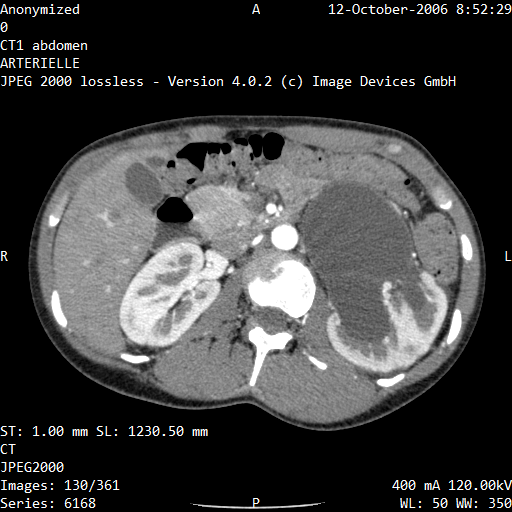 Anonymized A 12-October-2006 8:52:29
0
CT1 abdomen
ARTERIELLE
JPEG 2000 lossless - Version 4.0.2 (c) Image Devices GmbH
R L
ST: 1.00 mm SL: 1230.50 mm
CT
JPEG2000
Images: 130/361 400 mA 120.00kV
Series: 6168 P WL: 50 WW: 350